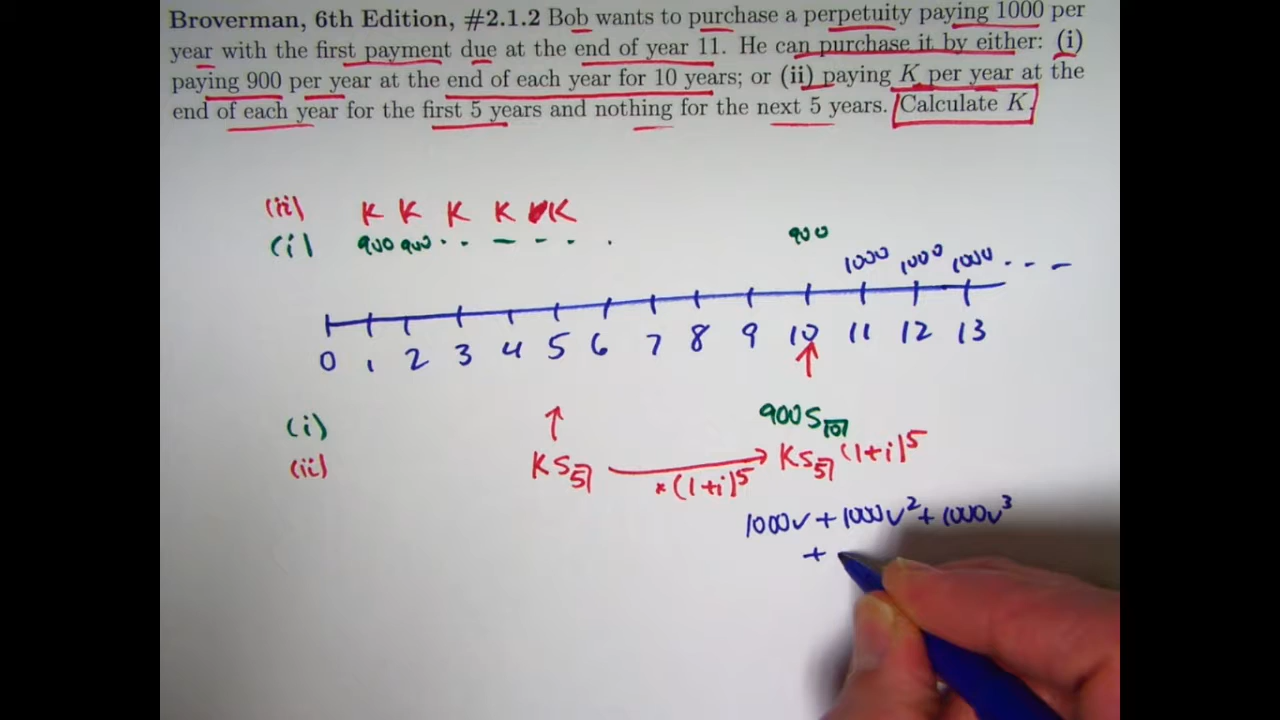 Broverman, 6th Edition, #2.1.2 Bob wants to purchase a perpetuity paying 1000 per
year with the first payment due at the end of year 11. He can purchase it by either: (i)
paying 900 per year at the end of each year for 10 years; or (ii) paying K per year at the
end of each year for the first 5 years and nothing for the next 5 years. Calculate K.
(ii) K K K K K
(i) 900 900 . . — - . . 900
1000 1000 1000 . . —
0 1 2 3 4 5 6 7 8 9 10 11 12 13
(i) 900 S10
(ii) KS5 *(1+i)^5 KS5 (1+i)^5
1000v + 1000v^2 + 1000v^3
+